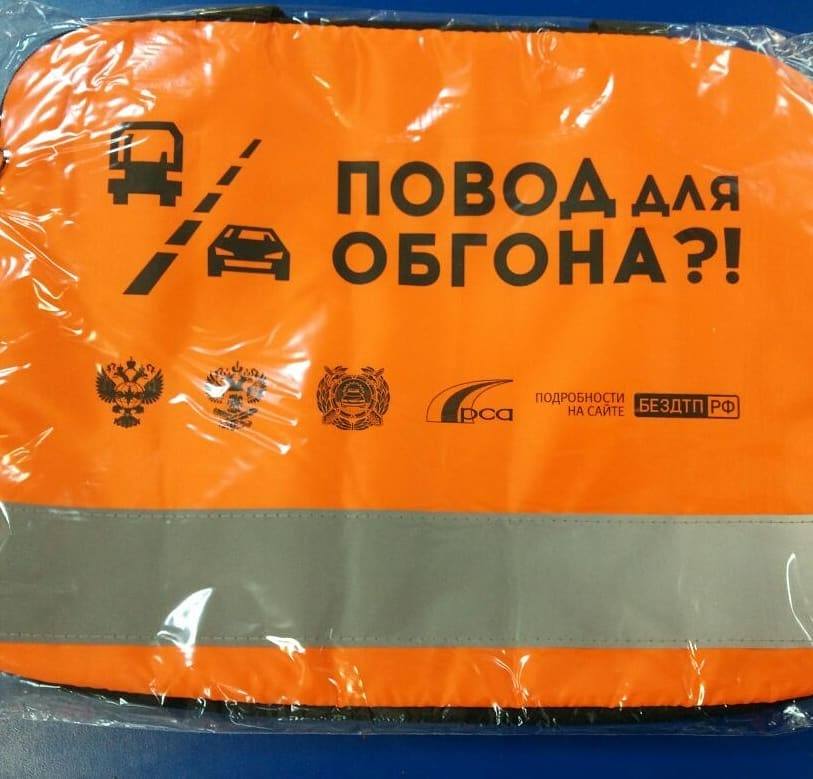 ПОВОД ДЛЯ
ОБГОНА?!
рса
ПОДРОБНОСТИ
НА САЙТЕ
БЕЗДТП РФ